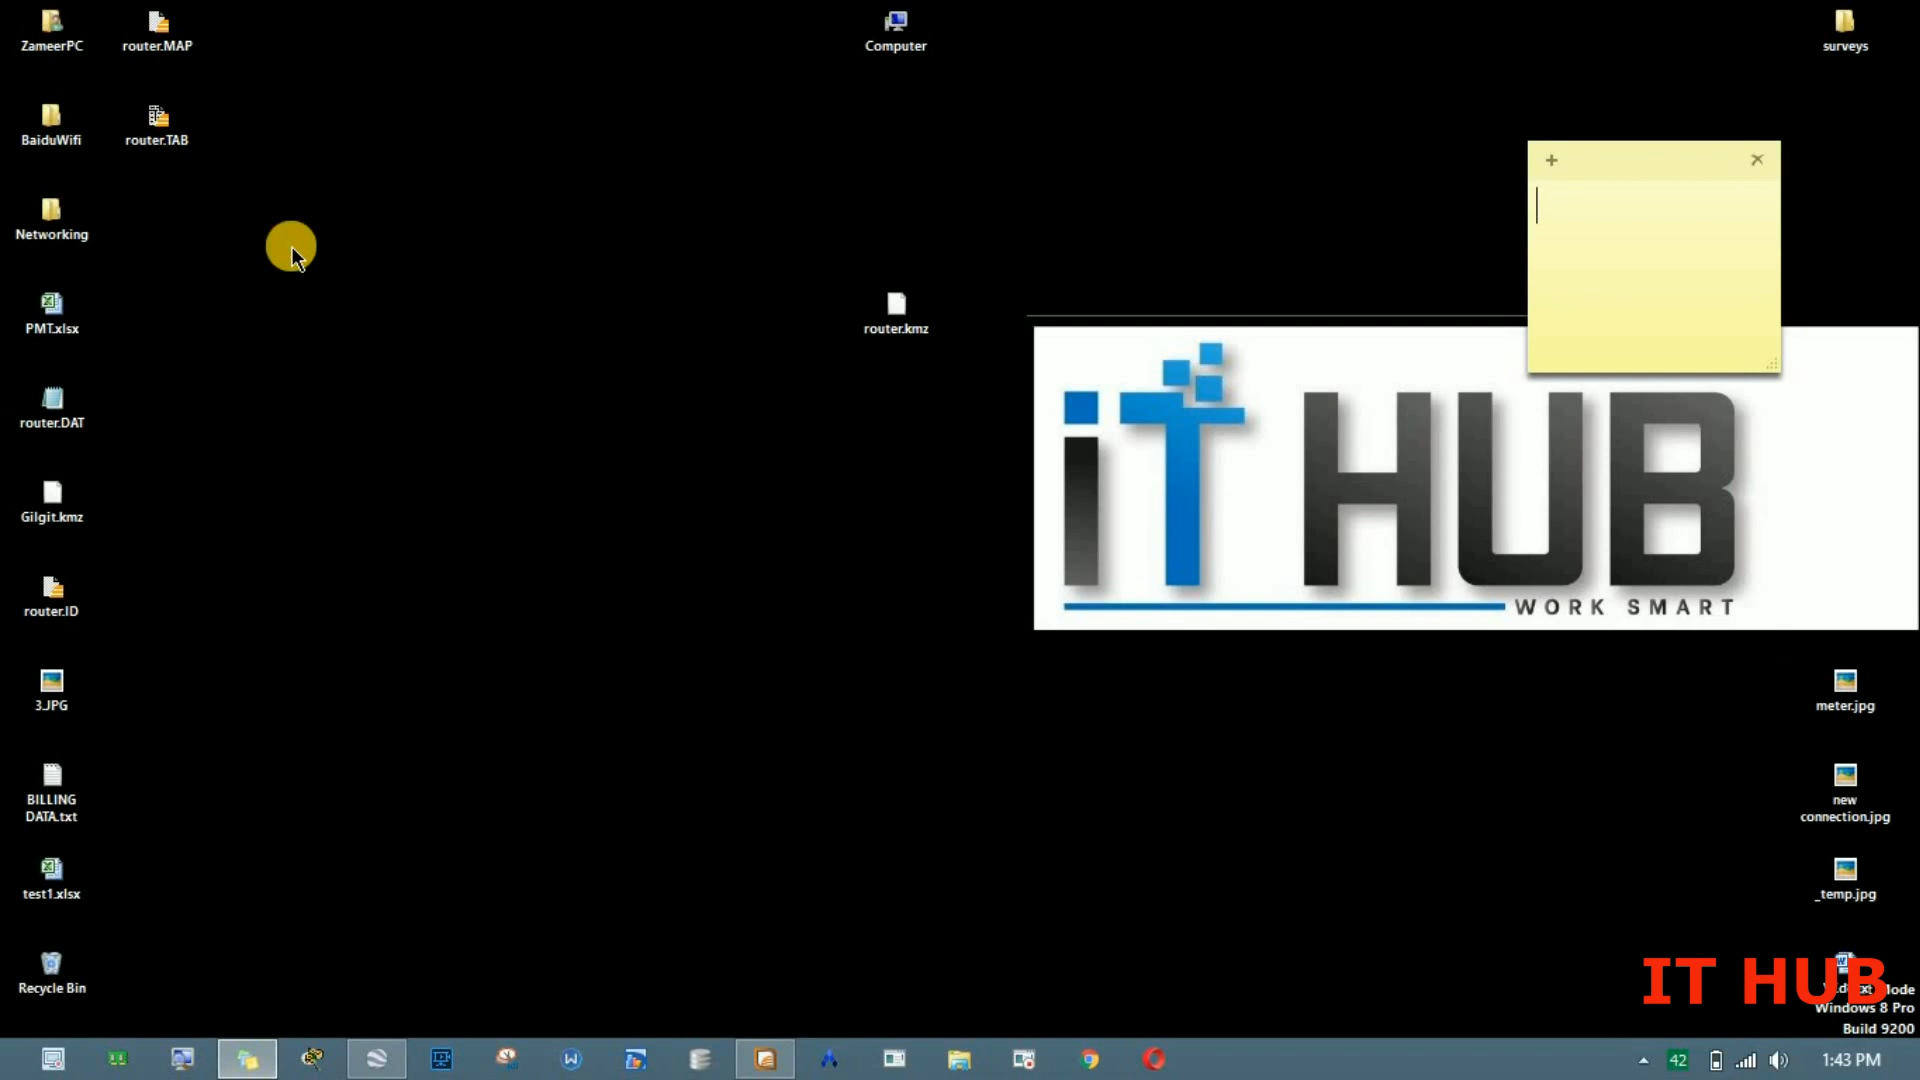 ZameerPC
router.MAP
Computer
surveys
BaiduWifi
router.TAB
Networking
PMT.xlsx
router.kmz
router.DAT
iT HUB
WORK SMART
Gilgit.kmz
router.ID
3.JPG
meter.jpg
BILLING
DATA.txt
new
connection.jpg
test1.xlsx
_temp.jpg
Recycle Bin
IT HUB
Mode
Windows 8 Pro
Build 9200
42
1:43 PM